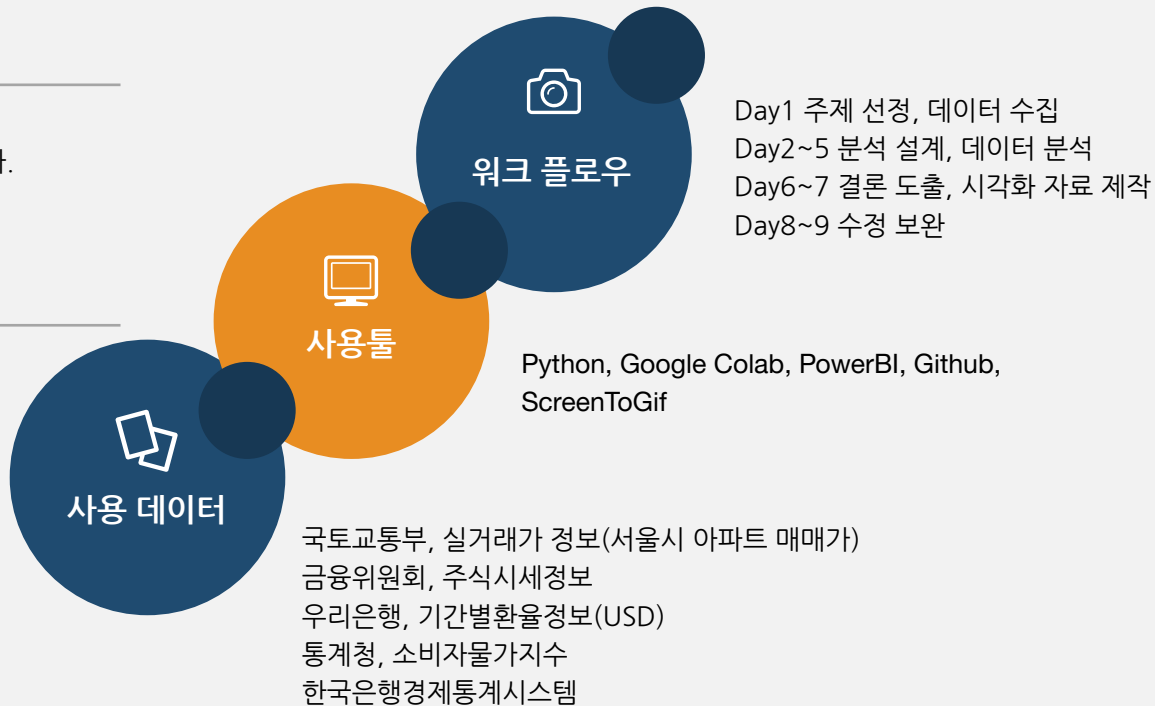 다.
워크 플로우
Day1 주제 선정, 데이터 수집
Day2~5 분석 설계, 데이터 분석
Day6~7 결론 도출, 시각화 자료 제작
Day8~9 수정 보완
사용툴
Python, Google Colab, PowerBI, Github,
ScreenToGif
사용 데이터
국토교통부, 실거래가 정보(서울시 아파트 매매가)
금융위원회, 주식시세정보
우리은행, 기간별환율정보(USD)
통계청, 소비자물가지수
한국은행경제통계시스템